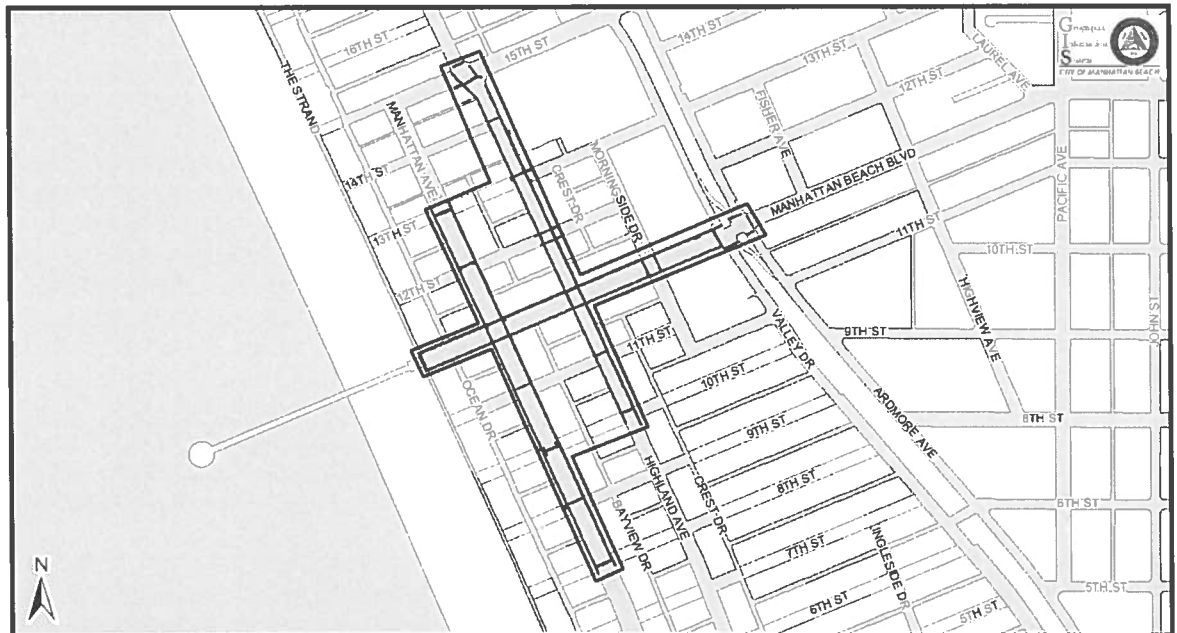 16TH ST
15TH ST
14TH ST
13TH ST
LAUREL AVE
G
I
S
CITY OF MANHATTAN BEACH
THE STRAND
MANHATTAN AVE
12TH ST
FISHER AVE
14TH ST
MORNINGSIDE DR
CREST DR
MANHATTAN BEACH BLVD
PACIFIC AVE
13TH ST
11TH ST
10TH ST
12TH ST
HIGHVIEW AVE
JOHN ST
11TH ST
VALLEY DR
9TH ST
OCEAN DR
10TH ST
ARDMORE AVE
8TH ST
9TH ST
HIGHLAND AVE
CREST DR
8TH ST
6TH ST
BAYVIEW DR
7TH ST
INGLESIDE DR
N
6TH ST
5TH ST
5TH ST